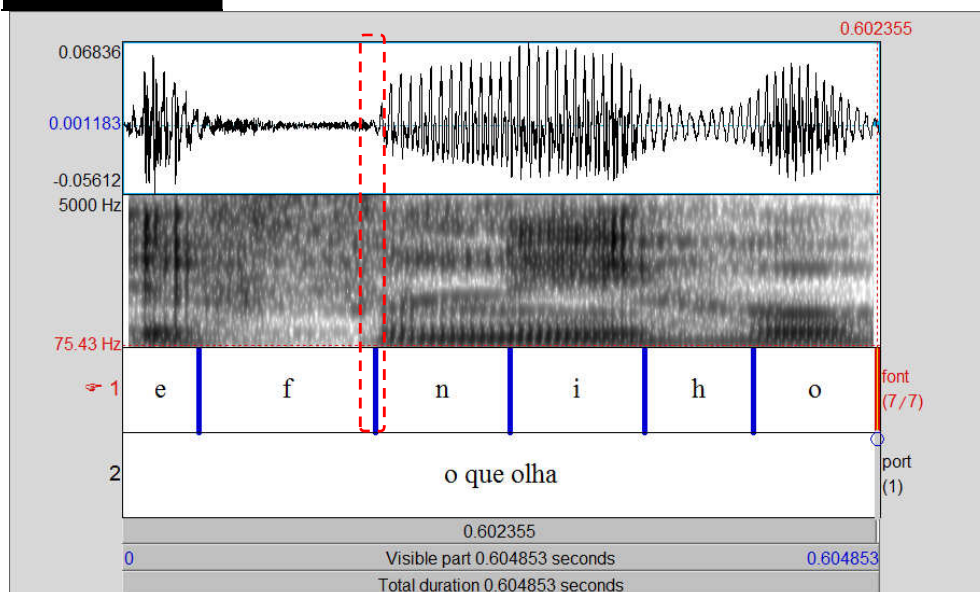 0.602355
0.06836
0.001183
-0.05612
5000 Hz
75.43 Hz
☞ 1 e f n i h o font (7/7)
2 o que olha port (1)
0.602355
0 Visible part 0.604853 seconds 0.604853
Total duration 0.604853 seconds